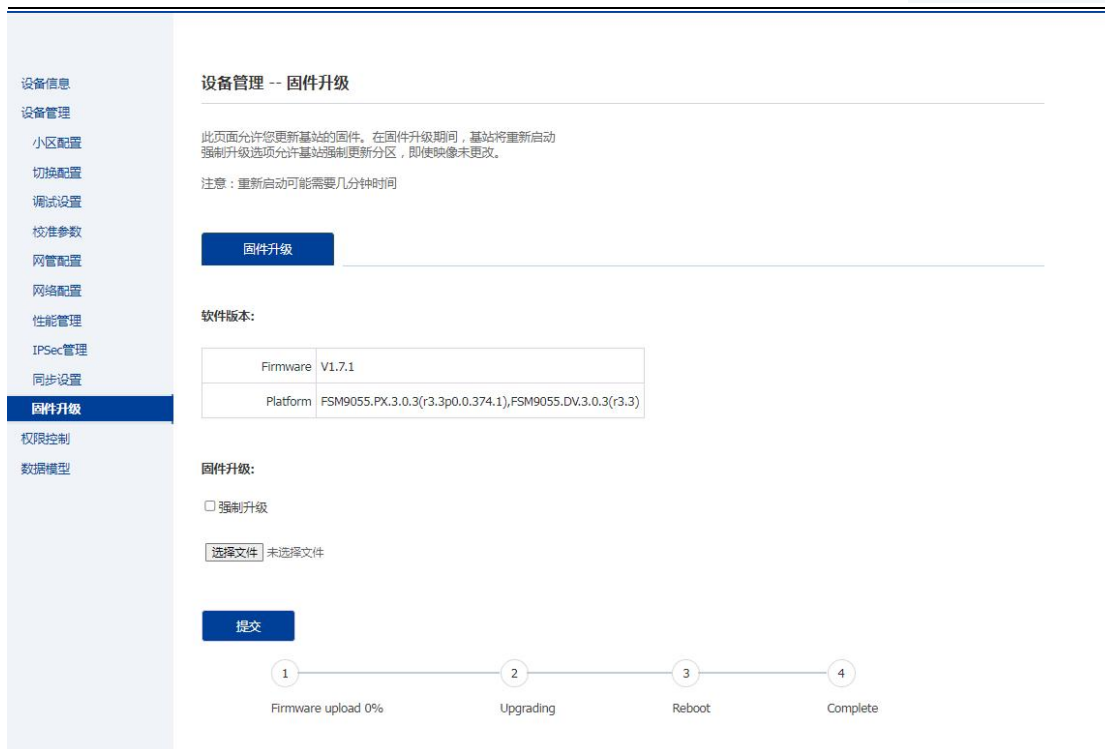 设备信息
设备管理
小区配置
切换配置
调试设置
校准参数
网管配置
网络配置
性能管理
IPSec管理
同步设置
固件升级
权限控制
数据模型
设备管理 -- 固件升级
此页面允许您更新基站的固件。在固件升级期间，基站将重新启动
强制升级选项允许基站强制更新分区，即使映像未更改。
注意：重新启动可能需要几分钟时间
固件升级
软件版本:
Firmware V1.7.1
Platform FSM9055.PX.3.0.3(r3.3p0.0.374.1),FSM9055.DV.3.0.3(r3.3)
固件升级:
强制升级
选择文件 未选择文件
提交
1 2 3 4
Firmware upload 0% Upgrading Reboot Complete